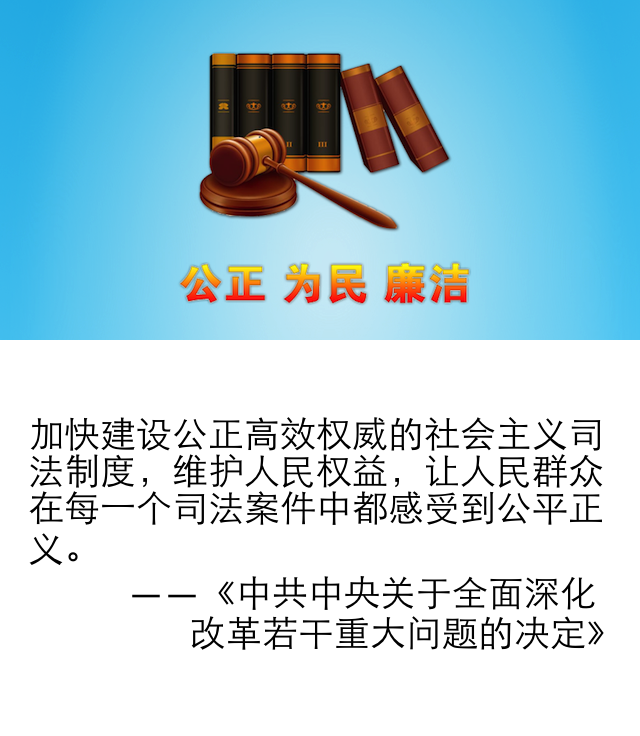 II
III
公正 为民 廉洁
加快建设公正高效权威的社会主义司
法制度，维护人民权益，让人民群众
在每一个司法案件中都感受到公平正
义。
——《中共中央关于全面深化
改革若干重大问题的决定》